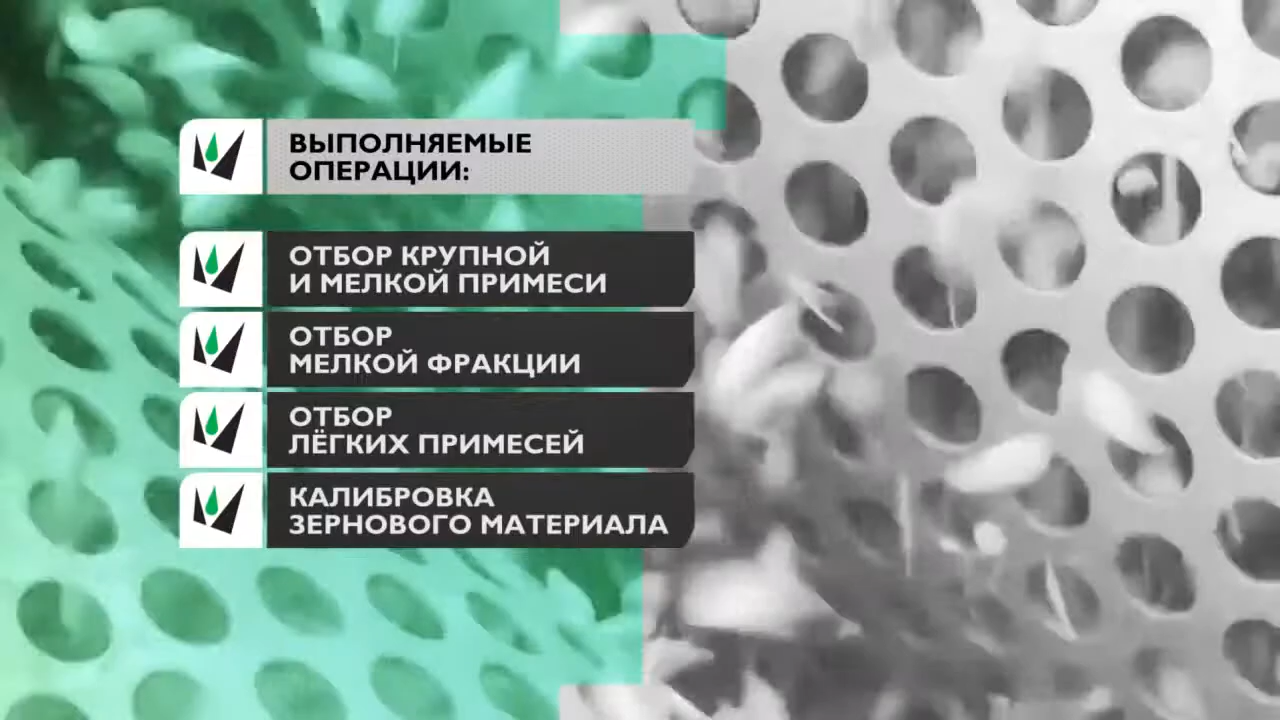 ВЫПОЛНЯЕМЫЕ
ОПЕРАЦИИ:
ОТБОР КРУПНОЙ
И МЕЛКОЙ ПРИМЕСИ
ОТБОР
МЕЛКОЙ ФРАКЦИИ
ОТБОР
ЛЁГКИХ ПРИМЕСЕЙ
КАЛИБРОВКА
ЗЕРНОВОГО МАТЕРИАЛА